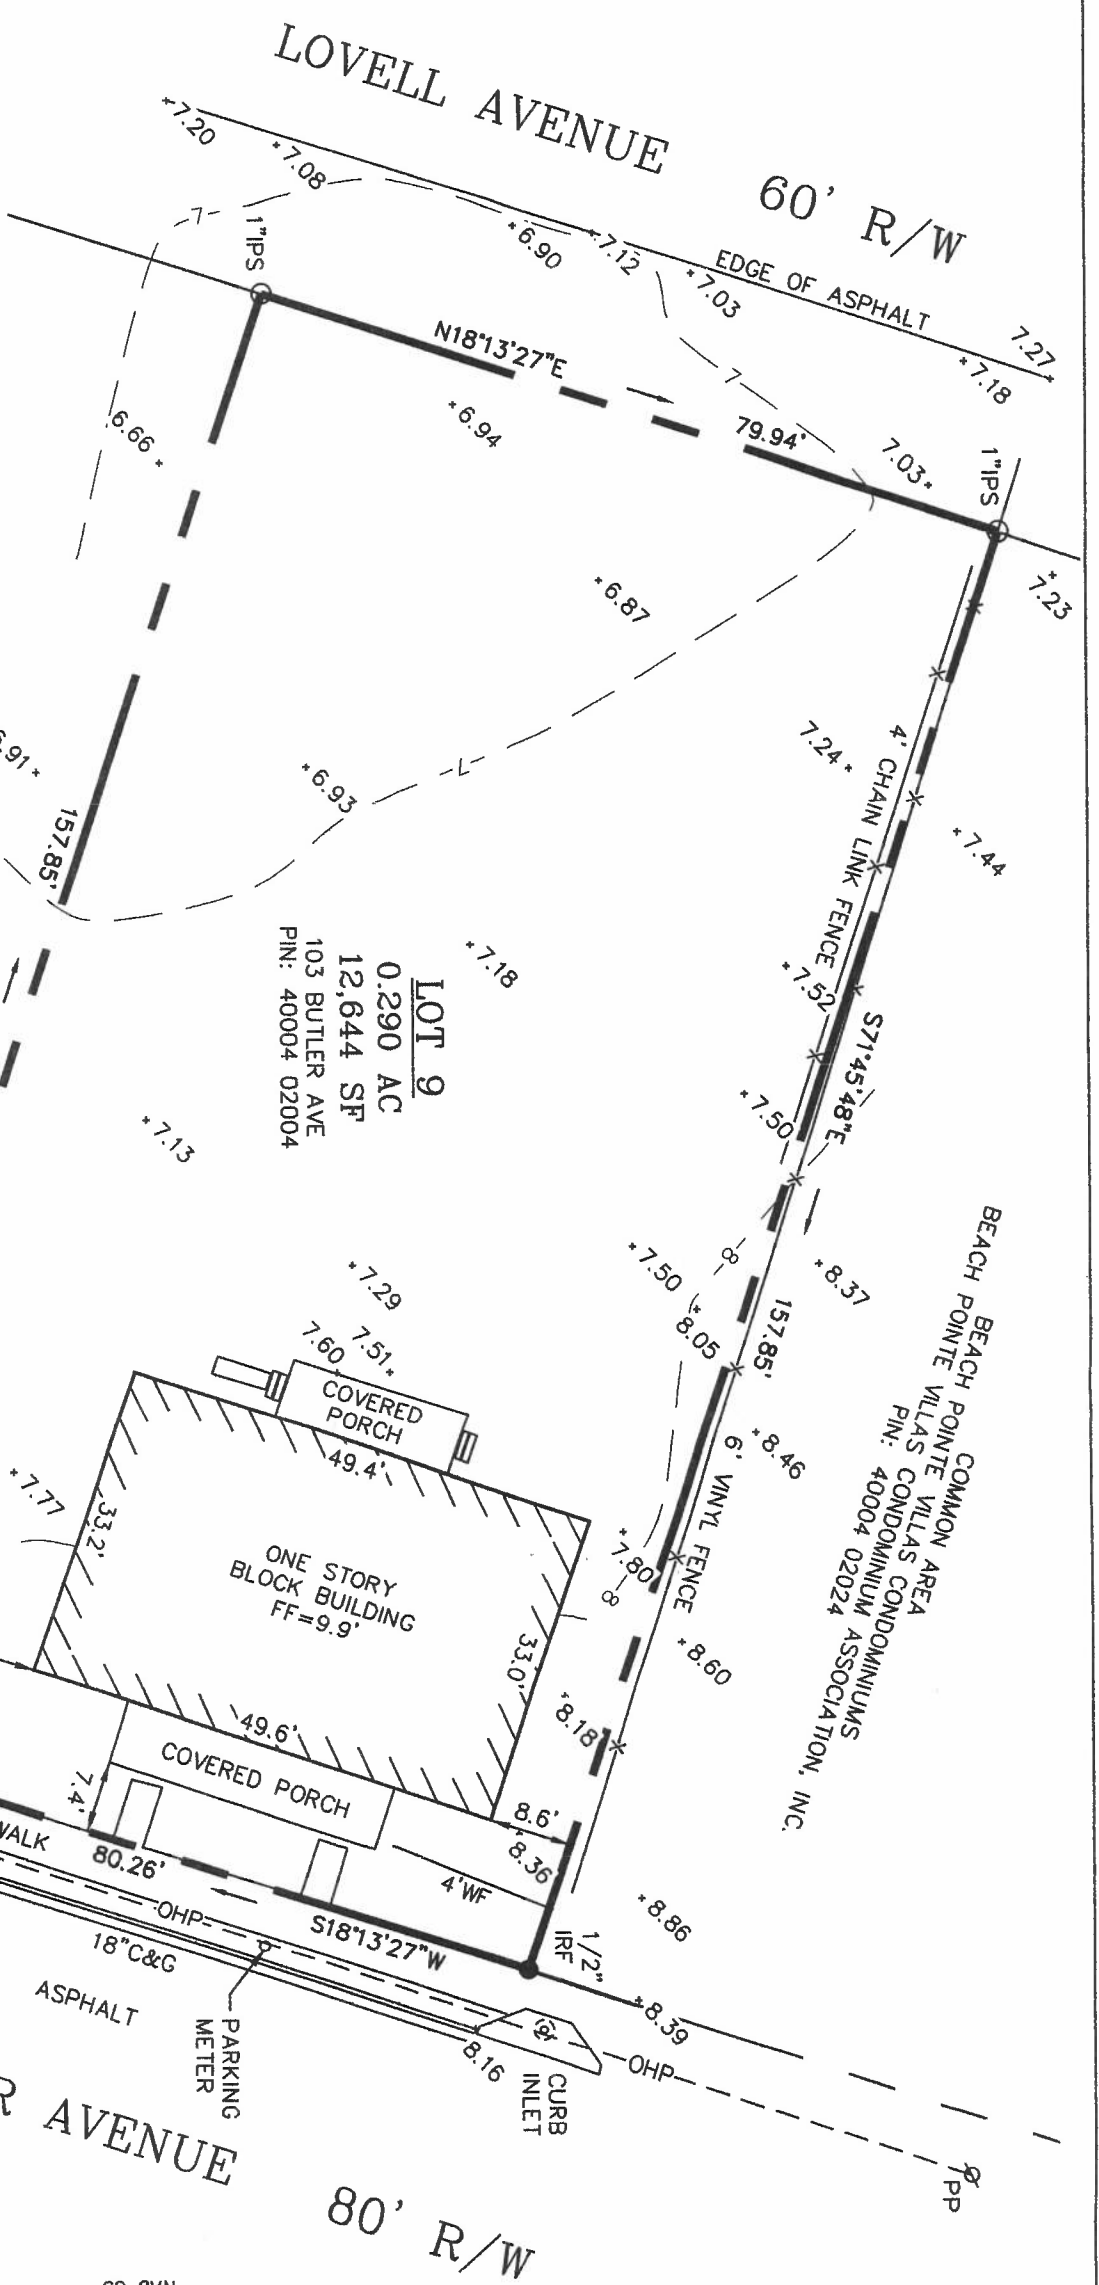 LOVELL AVENUE 60' R/W
+7.20
+7.08
7
1"IPS
+6.90
+7.12
+7.03
EDGE OF ASPHALT
7.27+
+7.18
N18°13'27"E
79.94'
7
7.03+
1"IPS
+7.23
6.66+
+6.94
+6.87
7.24+
4' CHAIN LINK FENCE
+7.44
7
+6.93
157.85'
+7.18
+7.52
S71°45'48"E
LOT 9
0.290 AC
12,644 SF
103 BUTLER AVE
PIN: 40004 02004
+7.13
+7.50
8
+7.50
8.05
+8.37
157.85'
BEACH POINTE VILLAS CONDOMINIUMS
COMMON AREA
BEACH POINTE VILLAS CONDOMINIUM ASSOCIATION, INC.
PIN: 40004 02024
+7.29
7.60
7.51+
COVERED
PORCH
49.4'
+8.46
6' VINYL FENCE
+7.77
33.2'
ONE STORY
BLOCK BUILDING
FF=9.9'
33.0'
+7.80
8
+8.60
8.18
49.6'
COVERED PORCH
7.4'
8.6'
8.36
4'WF
+8.86
80.26'
S18°13'27"W
1/2"
IRF
OHP
18"C&G
ASPHALT
PARKING
METER
8.16
CURB
INLET
+8.39
OHP
PP
AVENUE 80' R/W